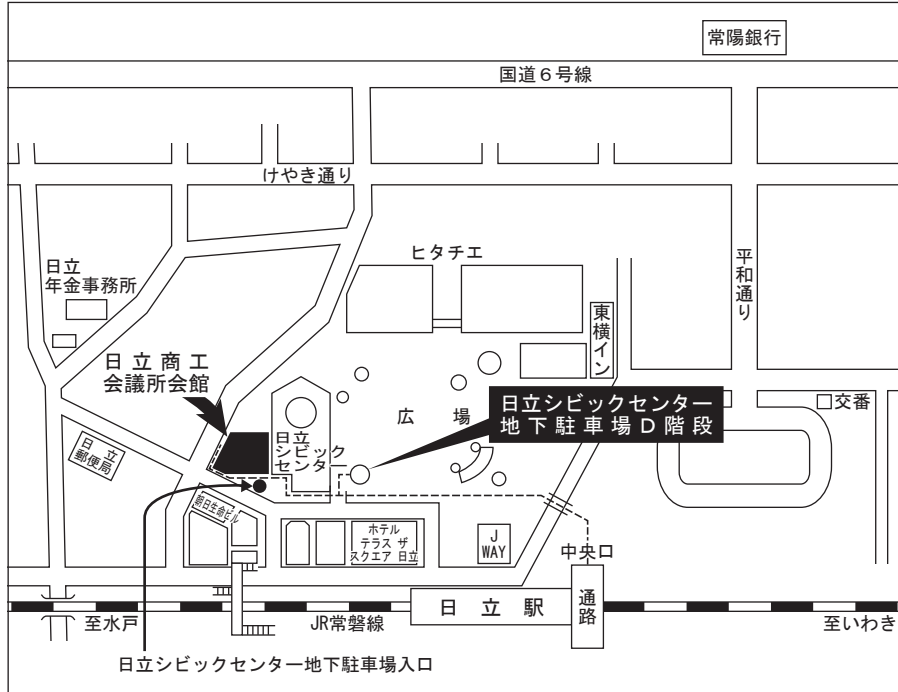 常陽銀行
国道６号線
けやき通り
ヒタチエ
日立
年金事務所
平和通り
東横イン
日立商工
会議所会館
広場
日立シビックセンター
地下駐車場Ｄ階段
交番
日立
シビック
センター
日立
郵便局
朝日生命ビル
ホテル
テラス ザ
スクエア 日立
J
WAY
中央口
日立駅
通路
至水戸
JR常磐線
至いわき
日立シビックセンター地下駐車場入口